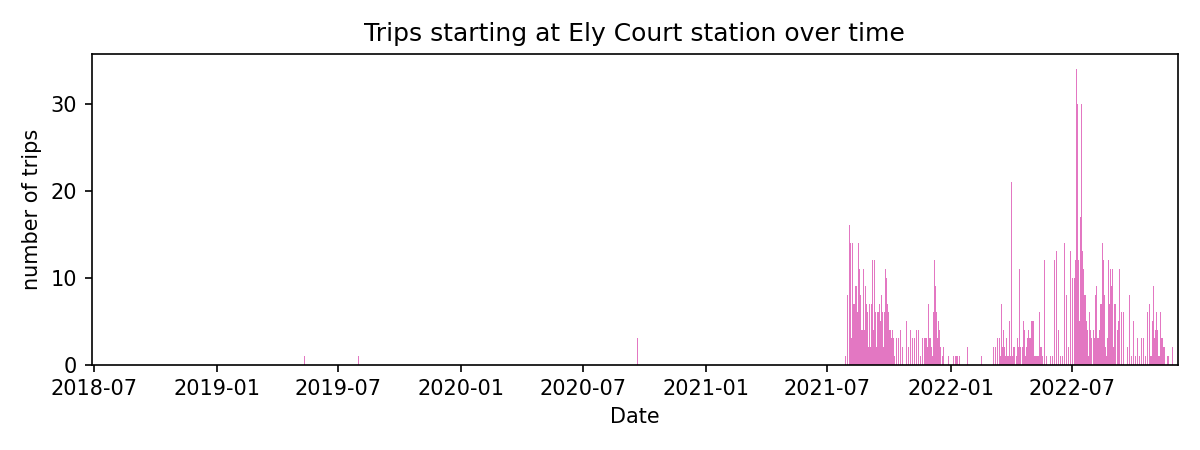 Trips starting at Ely Court station over time
number of trips
30
20
10
0
2018-07 2019-01 2019-07 2020-01 2020-07 2021-01 2021-07 2022-01 2022-07
Date